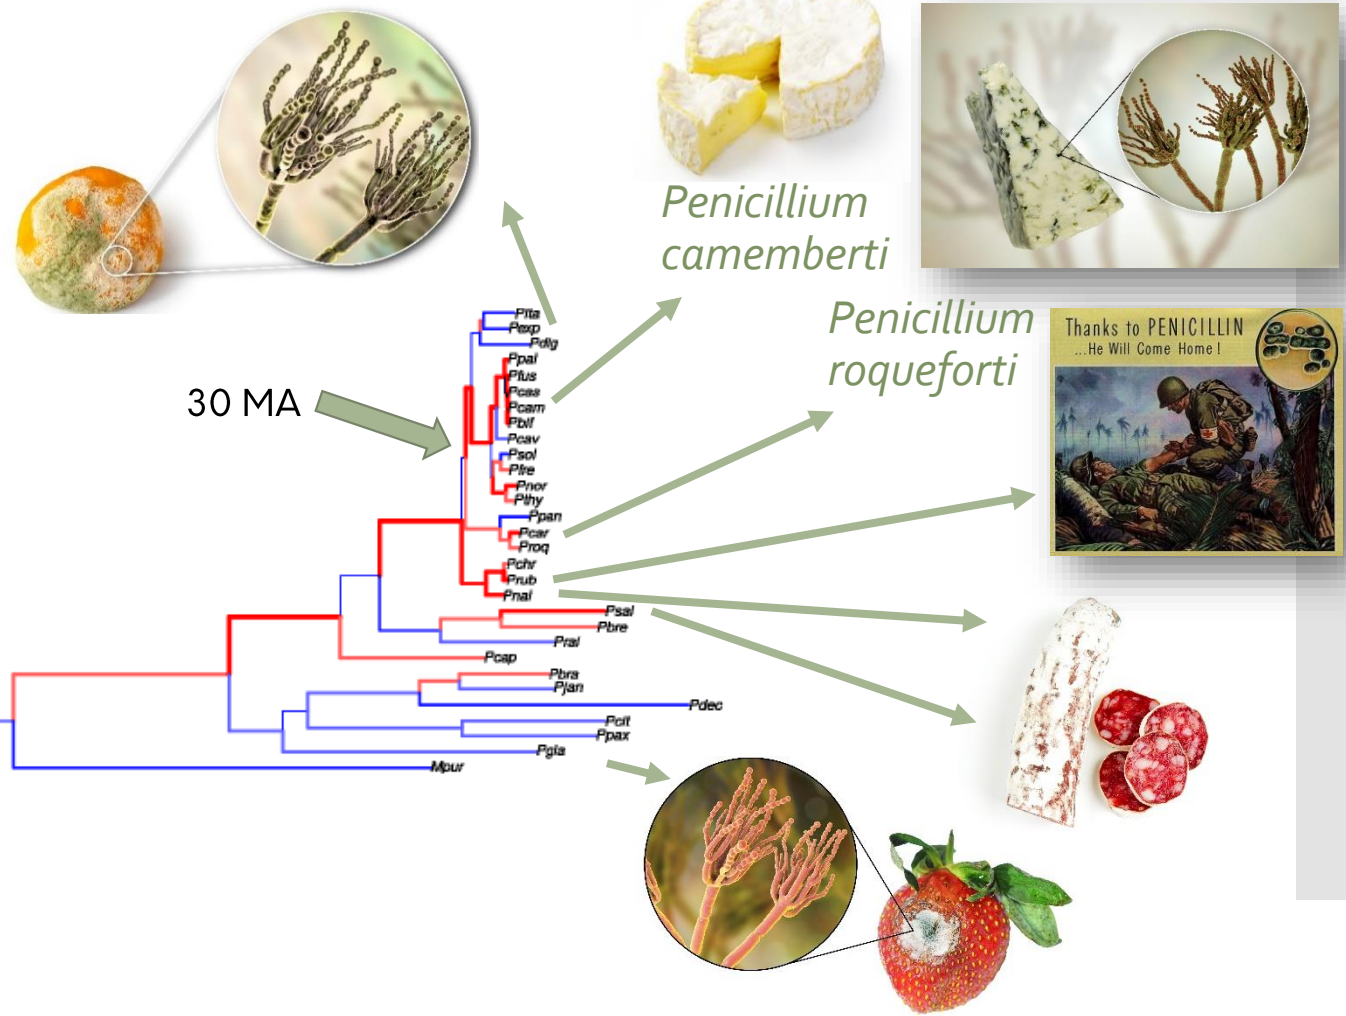 Penicillium
camemberti
Penicillium
roqueforti
Thanks to PENICILLIN
...He Will Come Home!
30 MA
Pita
Pexp
Pdig
Ppal
Pfus
Pcas
Pcam
Pbif
Pcav
Psol
Pfre
Pnor
Pthy
Ppan
Pcar
Proq
Pchr
Prub
Pnal
Psal
Pbre
Pral
Pcap
Pbra
Pjan
Pdec
Pcit
Ppax
Pgla
Mpur